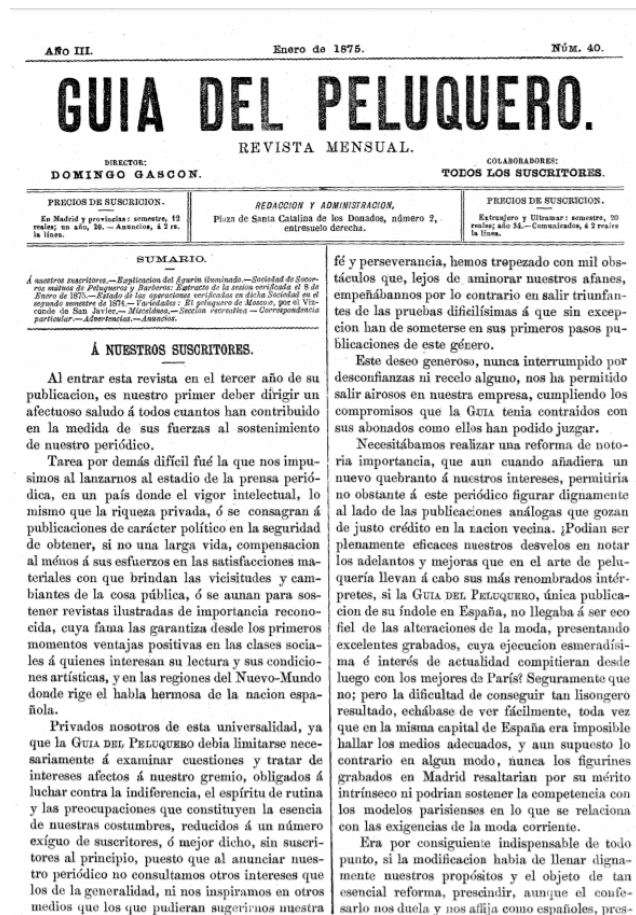 AÑO III.
Enero de 1875.
NÚM. 40.
GUIA DEL PELUQUERO.
REVISTA MENSUAL.
DIRECTOR:
DOMINGO GASCON.
COLABORADORES:
TODOS LOS SUSCRITORES.
PRECIOS DE SUSCRICION.
En Madrid y provincias: semestre, 12
reales; un año, 20.—Anuncios, á 2 rs.
la línea.
REDACCION Y ADMINISTRACION,
Plaza de Santa Catalina de los Donados, número 2,
entresuelo derecha.
PRECIOS DE SUSCRICION.
Extranjero y Ultramar: semestre, 20
reales; año 34.—Comunicados, á 2 reales
la línea.
SUMARIO.
Á nuestros suscritores.—Explicacion del figurin iluminado.—Sociedad de Socor-
ros mútuos de Peluqueros y Barberos: Extracto de la sesion verificada el 8 de
Enero de 1875.—Estado de las operaciones verificadas en dicha Sociedad en el
segundo semestre de 1874.—Variedades: El peluquero de Moscow, por el Viz-
conde de San Javier.—Miscelánea.—Seccion recreativa—Correspondencia
particular.—Advertencias.—Anuncios.
Á NUESTROS SUSCRITORES.
Al entrar esta revista en el tercer año de su
publicacion, es nuestro primer deber dirigir un
afectuoso saludo á todos cuantos han contribuido
en la medida de sus fuerzas al sostenimiento
de nuestro periódico.
Tarea por demás difícil fué la que nos impu-
simos al lanzarnos al estadio de la prensa perió-
dica, en un país donde el vigor intelectual, lo
mismo que la riqueza privada, ó se consagran á
publicaciones de carácter político en la seguridad
de obtener, si no una larga vida, compensacion
al ménos á sus esfuerzos en las satisfacciones ma-
teriales con que brindan las vicisitudes y cam-
biantes de la cosa pública, ó se aunan para sos-
tener revistas ilustradas de importancia recono-
cida, cuya fama las garantiza desde los primeros
momentos ventajas positivas en las clases socia-
les á quienes interesan su lectura y sus condicio-
nes artísticas, y en las regiones del Nuevo-Mundo
donde rige el habla hermosa de la nacion espa-
ñola.
Privados nosotros de esta universalidad, ya
que la GUIA DEL PELUQUERO debia limitarse nece-
sariamente á examinar cuestiones y tratar de
intereses afectos á nuestro gremio, obligados á
luchar contra la indiferencia, el espíritu de rutina
y las preocupaciones que constituyen la esencia
de nuestras costumbres, reducidos á un número
exíguo de suscritores, ó mejor dicho, sin suscri-
tores al principio, puesto que al anunciar nues-
tro periódico no consultamos otros intereses que
los de la generalidad, ni nos inspiramos en otros
medios que los que pudieran sugerirnos nuestra
fé y perseverancia, hemos tropezado con mil obs-
táculos que, lejos de aminorar nuestros afanes,
empeñábannos por lo contrario en salir triunfan-
tes de las pruebas dificilísimas á que sin excep-
cion han de someterse en sus primeros pasos pu-
blicaciones de este género.
Este deseo generoso, nunca interrumpido por
desconfianzas ni recelo alguno, nos ha permitido
salir airosos en nuestra empresa, cumpliendo los
compromisos que la GUIA tenia contraidos con
sus abonados como ellos han podido juzgar.
Necesitábamos realizar una reforma de noto-
ria importancia, que aun cuando añadiera un
nuevo quebranto á nuestros intereses, permitiria
no obstante á este periódico figurar dignamente
al lado de las publicaciones análogas que gozan
de justo crédito en la nacion vecina. ¿Podian ser
plenamente eficaces nuestros desvelos en notar
los adelantos y mejoras que en el arte de pelu-
quería llevan á cabo sus más renombrados intér-
pretes, si la GUIA DEL PELUQUERO, única publica-
cion de su índole en España, no llegaba á ser eco
fiel de las alteraciones de la moda, presentando
excelentes grabados, cuya ejecucion esmeradísi-
ma é interés de actualidad compitieran desde
luego con los mejores de París? Seguramente que
no; pero la dificultad de conseguir tan lisongero
resultado, echábase de ver fácilmente, toda vez
que en la misma capital de España era imposible
hallar los medios adecuados, y aun supuesto lo
contrario en algun modo, nunca los figurines
grabados en Madrid resaltarian por su mérito
intrínseco ni podrian sostener la competencia con
los modelos parisienses en lo que se relaciona
con las exigencias de la moda corriente.
Era por consiguiente indispensable de todo
punto, si la modificacion habia de llenar digna-
mente nuestros propósitos y el objeto de tan
esencial reforma, prescindir, aunque el confe-
sarlo nos duela y nos aflija como españoles, pres-